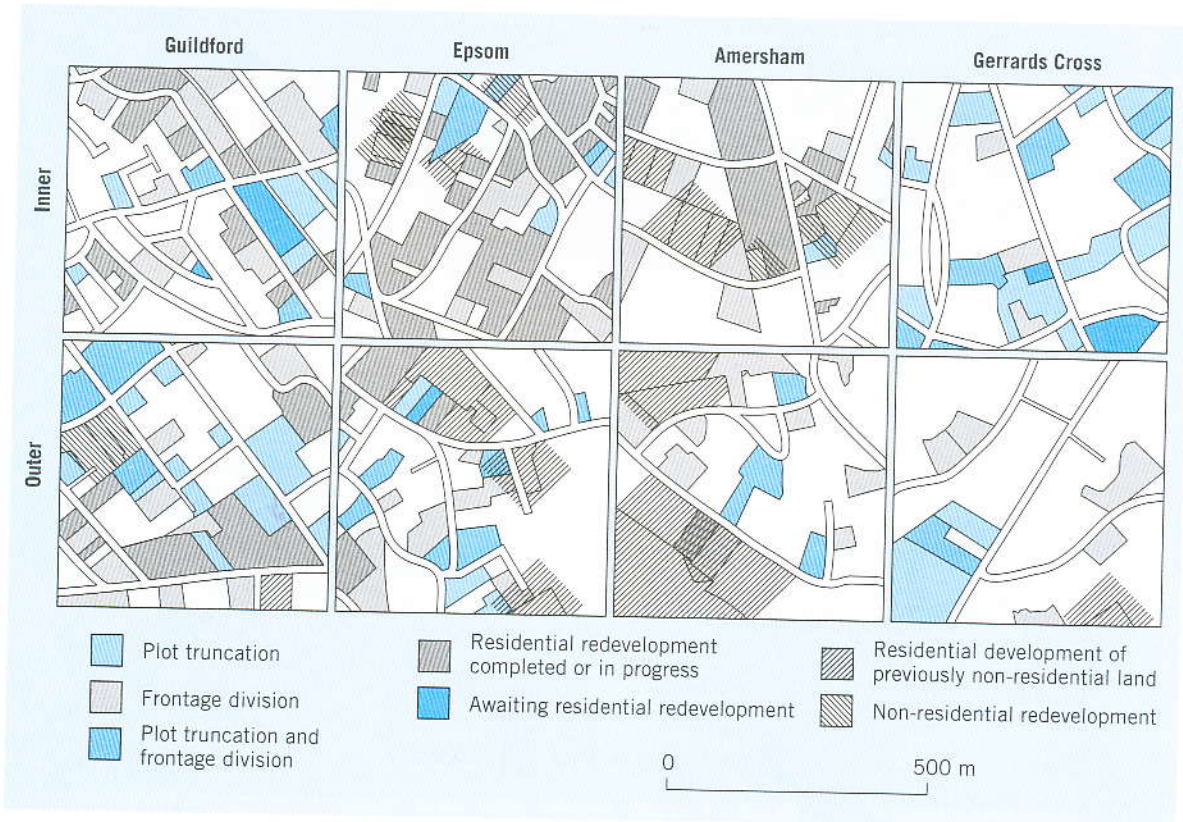 Guildford
Epsom
Amersham
Gerrards Cross
Inner
Outer
Plot truncation
Frontage division
Plot truncation and
frontage division
Residential redevelopment
completed or in progress
Awaiting residential redevelopment
Residential development of
previously non-residential land
Non-residential redevelopment
0
500 m